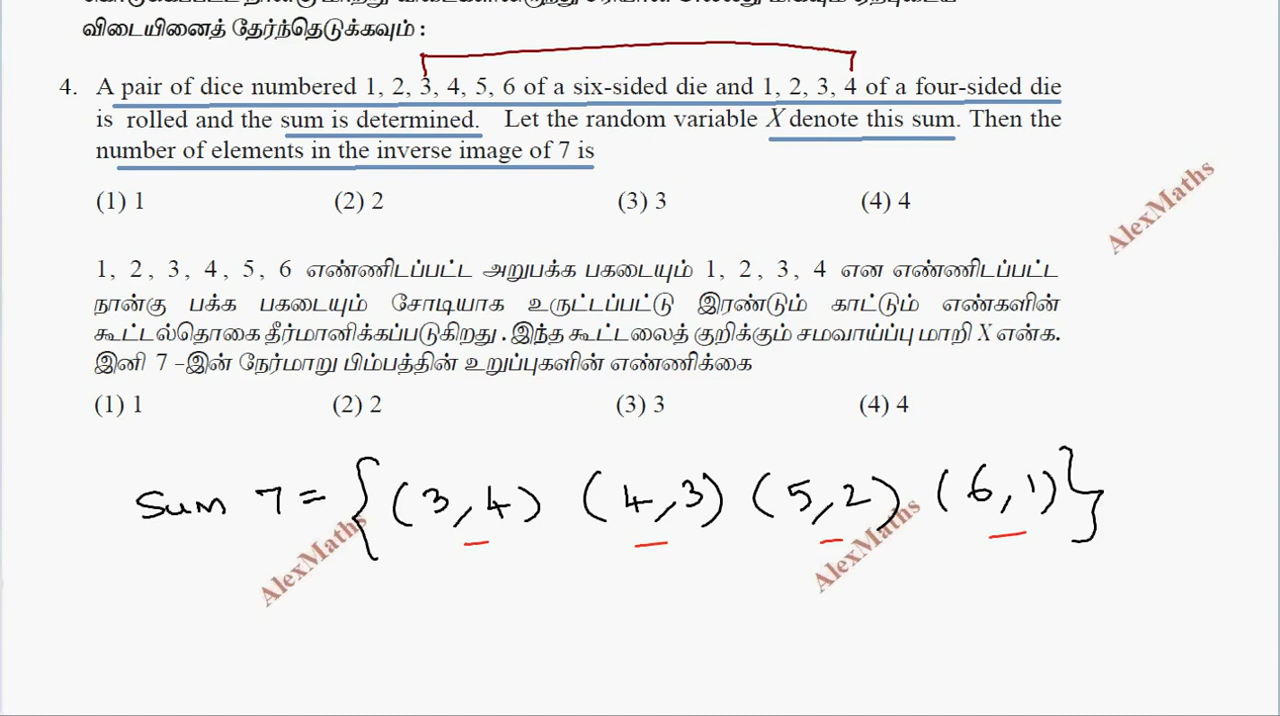 விடையினைத் தேர்ந்தெடுக்கவும் :
4. A pair of dice numbered 1, 2, 3, 4, 5, 6 of a six-sided die and 1, 2, 3, 4 of a four-sided die
is rolled and the sum is determined. Let the random variable X denote this sum. Then the
number of elements in the inverse image of 7 is
(1) 1 (2) 2 (3) 3 (4) 4
AlexMaths
1, 2, 3, 4, 5, 6 எண்ணிடப்பட்ட அறுபக்க பகடையும் 1, 2, 3, 4 என எண்ணிடப்பட்ட
நான்கு பக்க பகடையும் சோடியாக உருட்டப்பட்டு இரண்டும் காட்டும் எண்களின்
கூட்டல்தொகை தீர்மானிக்கப்படுகிறது . இந்த கூட்டலைத் குறிக்கும் சமவாய்ப்பு மாறி X என்க.
இனி 7 –இன் நேர்மாறு பிம்பத்தின் உறுப்புகளின் எண்ணிக்கை
(1) 1 (2) 2 (3) 3 (4) 4
Sum 7 = { (3,4) (4,3) (5,2) (6,1) }
AlexMaths AlexMaths